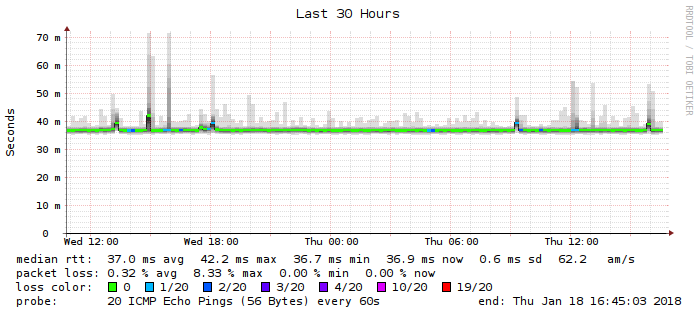 Last 30 Hours
RRDTOOL / TOBI OETIKER
Seconds
70 m
60 m
50 m
40 m
30 m
20 m
10 m
0
Wed 12:00 Wed 18:00 Thu 00:00 Thu 06:00 Thu 12:00
median rtt: 37.0 ms avg 42.2 ms max 36.7 ms min 36.9 ms now 0.6 ms sd 62.2 am/s
packet loss: 0.32 % avg 8.33 % max 0.00 % min 0.00 % now
loss color: 0 1/20 2/20 3/20 4/20 10/20 19/20
probe: 20 ICMP Echo Pings (56 Bytes) every 60s end: Thu Jan 18 16:45:03 2018